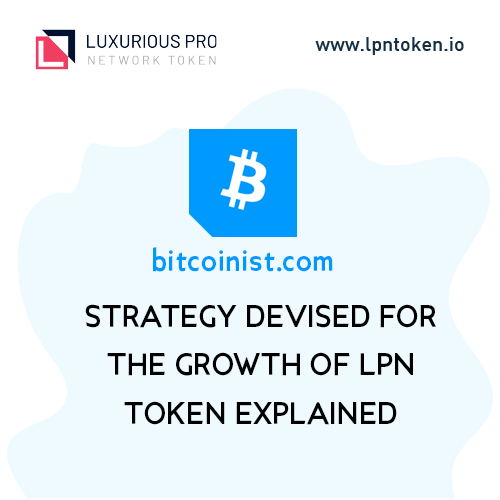 LUXURIOUS PRO
NETWORK TOKEN
www.lpntoken.io
bitcoinist.com
STRATEGY DEVISED FOR
THE GROWTH OF LPN
TOKEN EXPLAINED